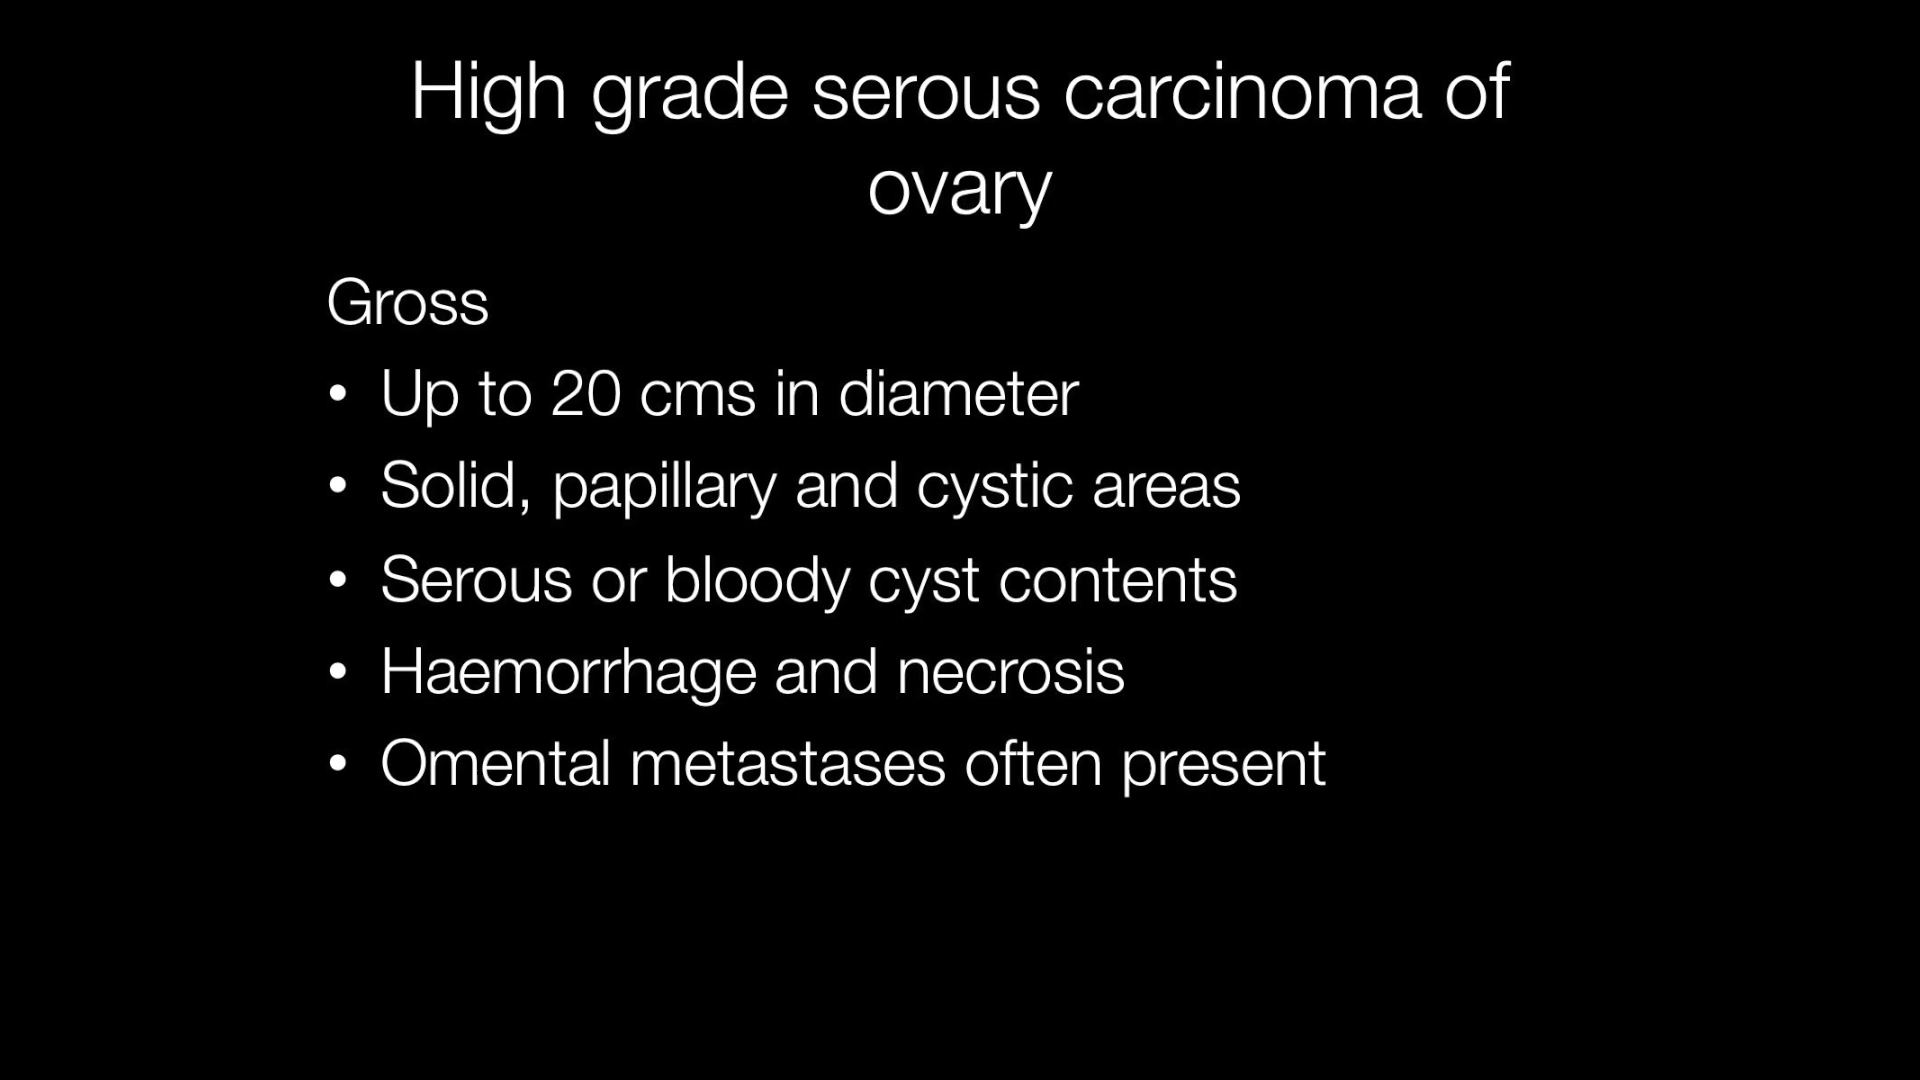 High grade serous carcinoma of
ovary
Gross
• Up to 20 cms in diameter
• Solid, papillary and cystic areas
• Serous or bloody cyst contents
• Haemorrhage and necrosis
• Omental metastases often present